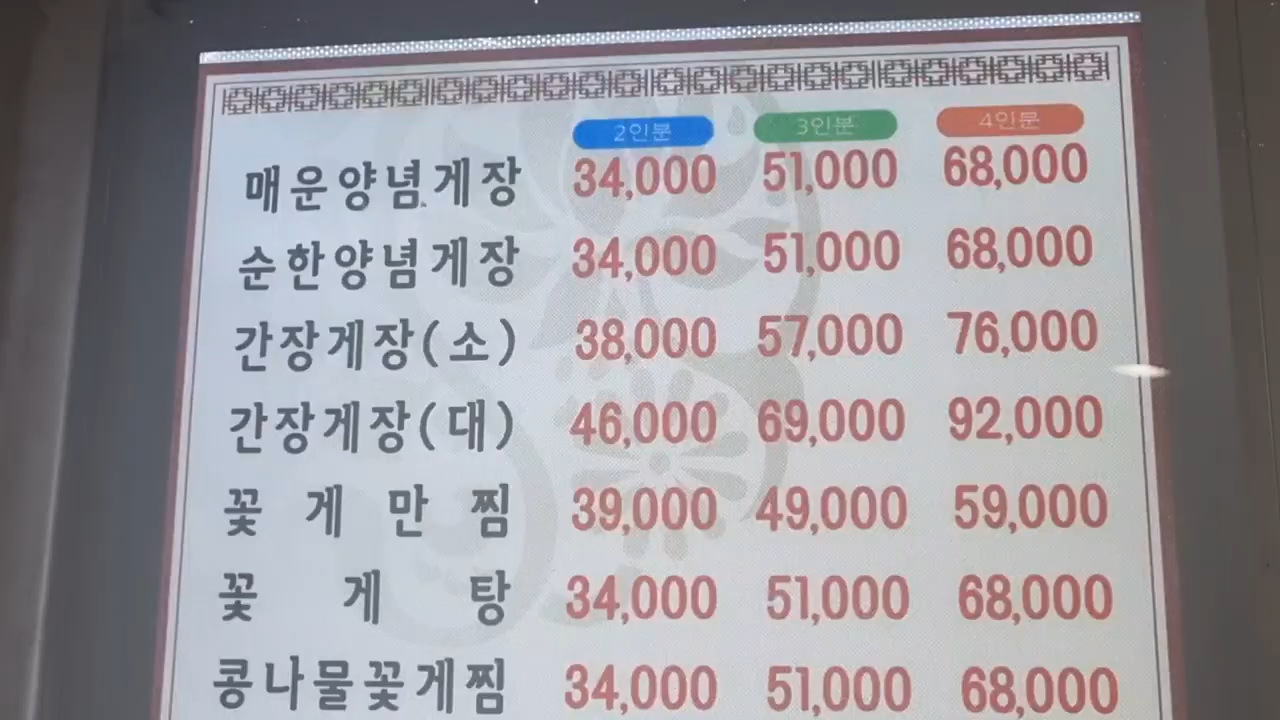 2인분 3인분 4인분
매운양념게장 34,000 51,000 68,000
순한양념게장 34,000 51,000 68,000
간장게장(소) 38,000 57,000 76,000
간장게장(대) 46,000 69,000 92,000
꽃게만찜 39,000 49,000 59,000
꽃게탕 34,000 51,000 68,000
콩나물꽃게찜 34,000 51,000 68,000